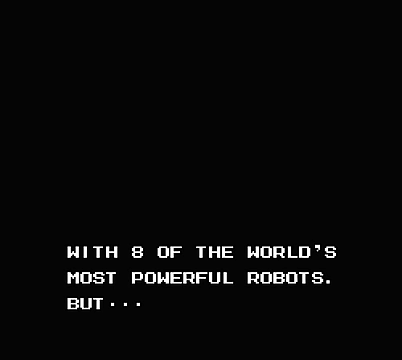 WITH 8 OF THE WORLD'S
MOST POWERFUL ROBOTS.
BUT···